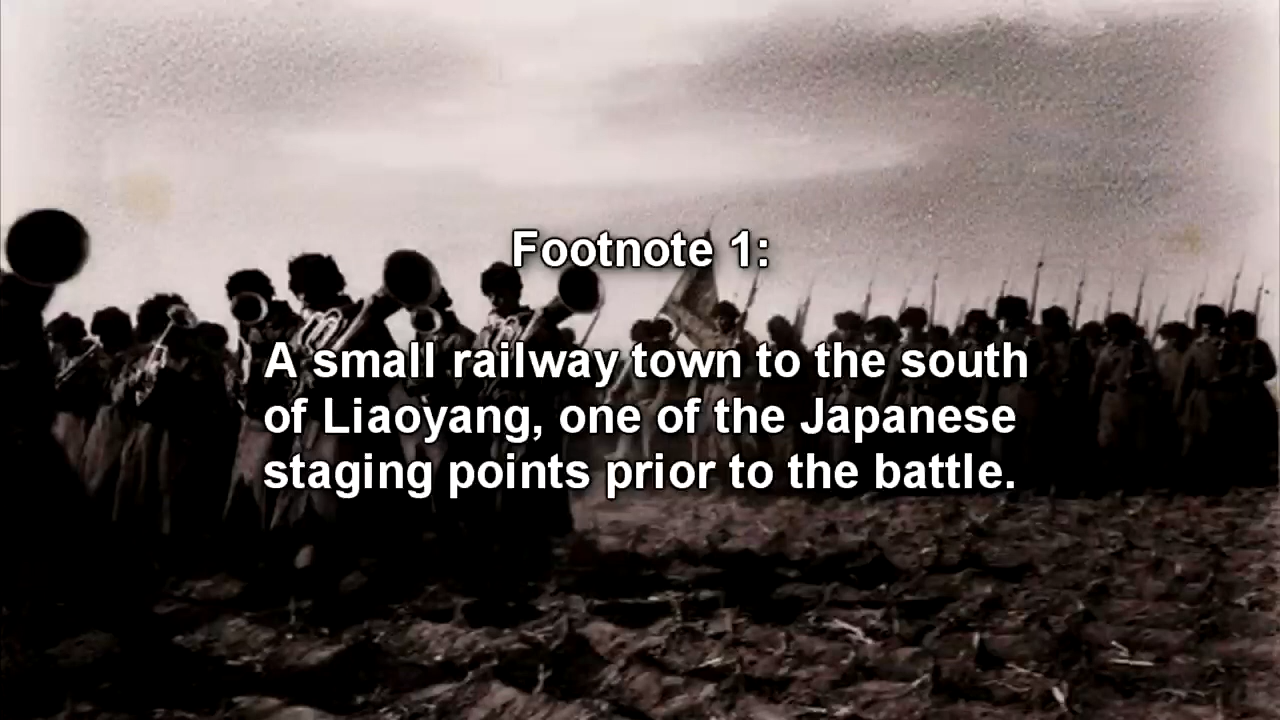 Footnote 1:
A small railway town to the south
of Liaoyang, one of the Japanese
staging points prior to the battle.